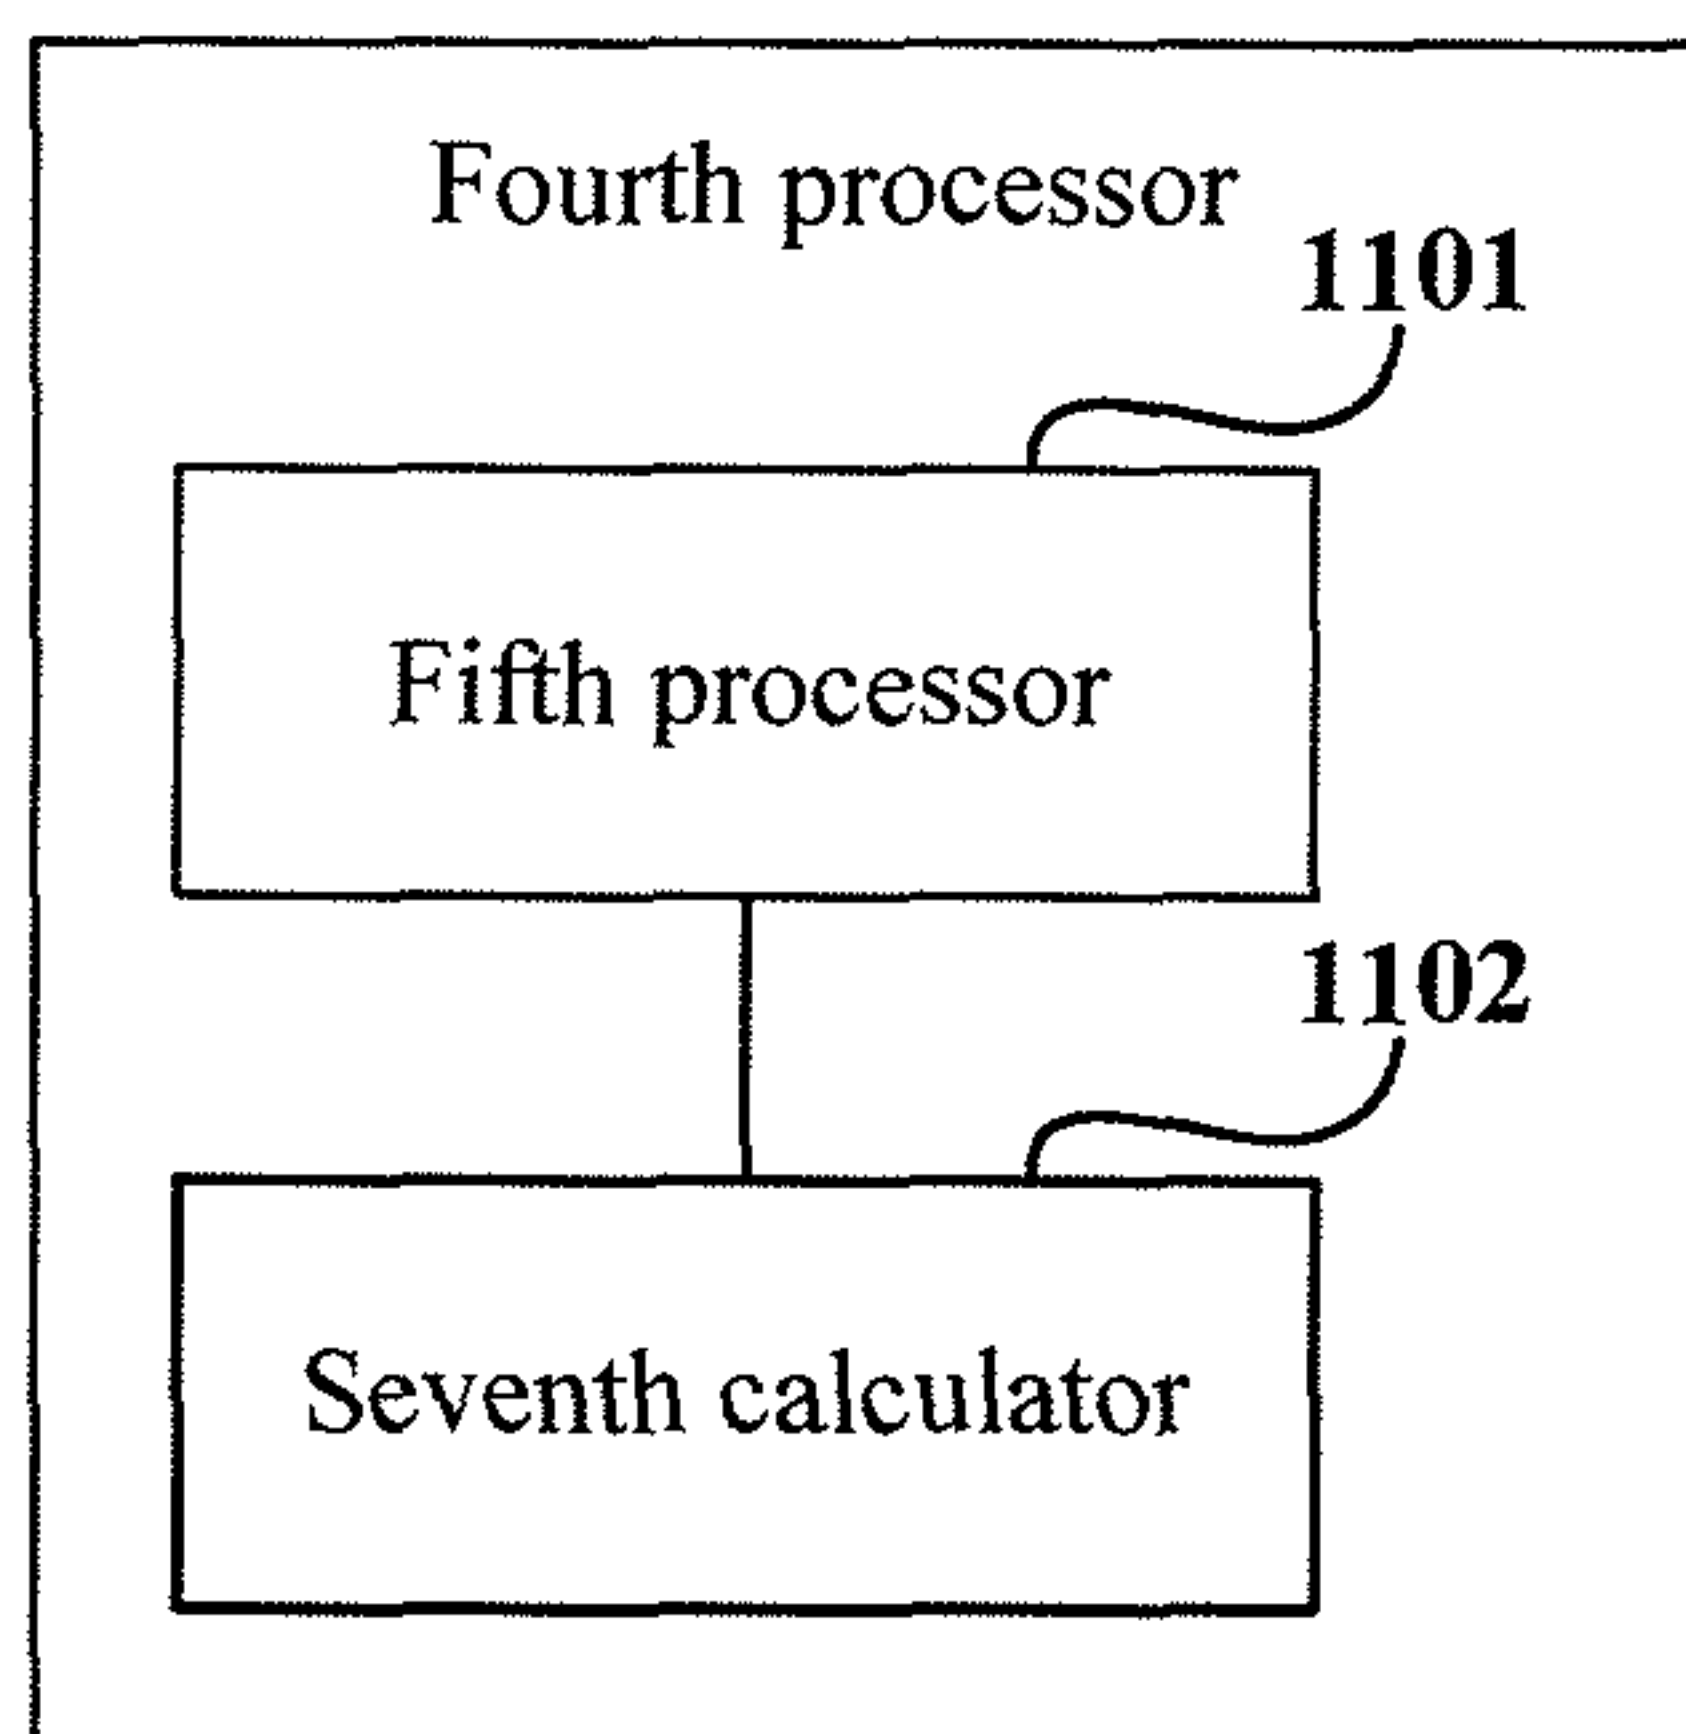 Fourth processor
1101
Fifth processor
1102
Seventh calculator